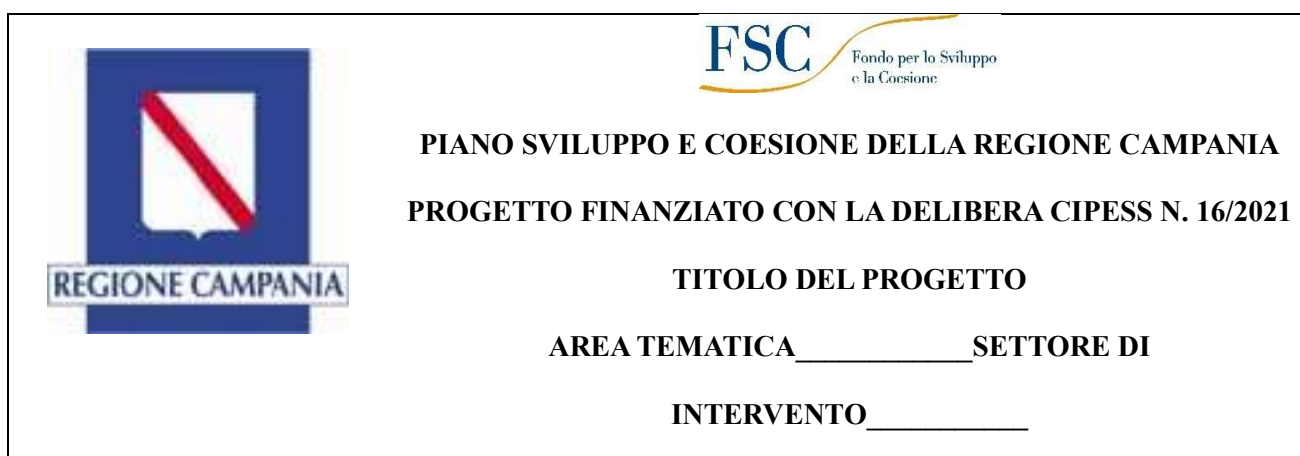 REGIONE CAMPANIA
FSC
Fondo per lo Sviluppo
e la Coesione
PIANO SVILUPPO E COESIONE DELLA REGIONE CAMPANIA
PROGETTO FINANZIATO CON LA DELIBERA CIPESS N. 16/2021
TITOLO DEL PROGETTO
AREA TEMATICA____________SETTORE DI
INTERVENTO___________